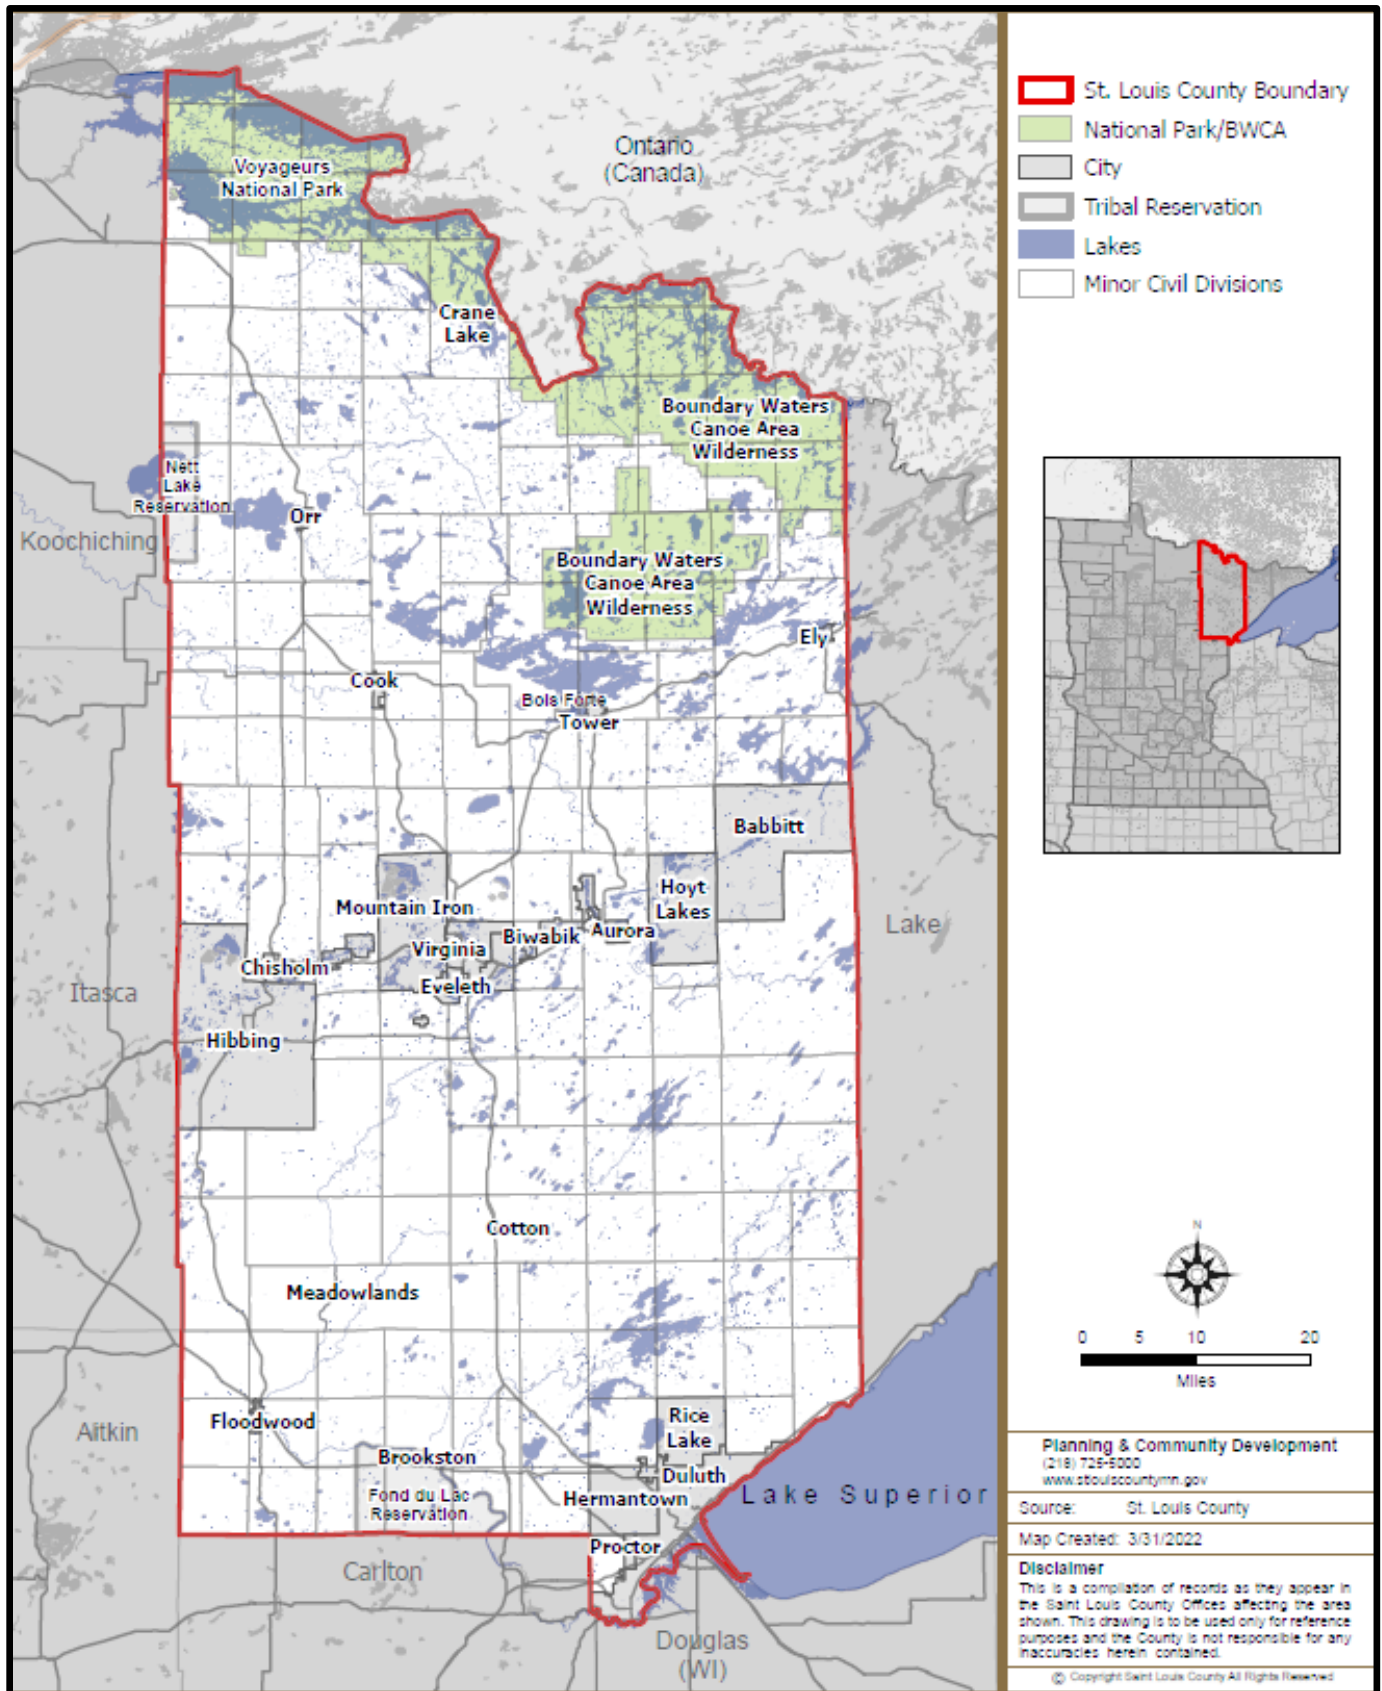 Ontario
(Canada)
Voyageurs
National Park
Crane
Lake
Boundary Waters
Canoe Area
Wilderness
Nett
Lake
Reservation
Orr
Koochiching
Boundary Waters
Canoe Area
Wilderness
Ely
Cook
Bois Forte
Tower
Babbitt
Hoyt
Lakes
Mountain Iron
Lake
Virginia
Biwabik
Aurora
Chisholm
Eveleth
Itasca
Hibbing
Cotton
Meadowlands
Floodwood
Rice
Lake
Aitkin
Brookston
Duluth
Fond du Lac
Reservation
Hermantown
Lake Superior
Proctor
Carlton
Douglas
(WI)
St. Louis County Boundary
National Park/BWCA
City
Tribal Reservation
Lakes
Minor Civil Divisions
N
0 5 10 20
Miles
Planning & Community Development
(218) 725-5000
www.stlouiscountymn.gov
Source: St. Louis County
Map Created: 3/31/2022
Disclaimer
This is a compilation of records as they appear in
the Saint Louis County Offices affecting the area
shown. This drawing is to be used only for reference
purposes and the County is not responsible for any
inaccuracies herein contained.
© Copyright Saint Louis County All Rights Reserved